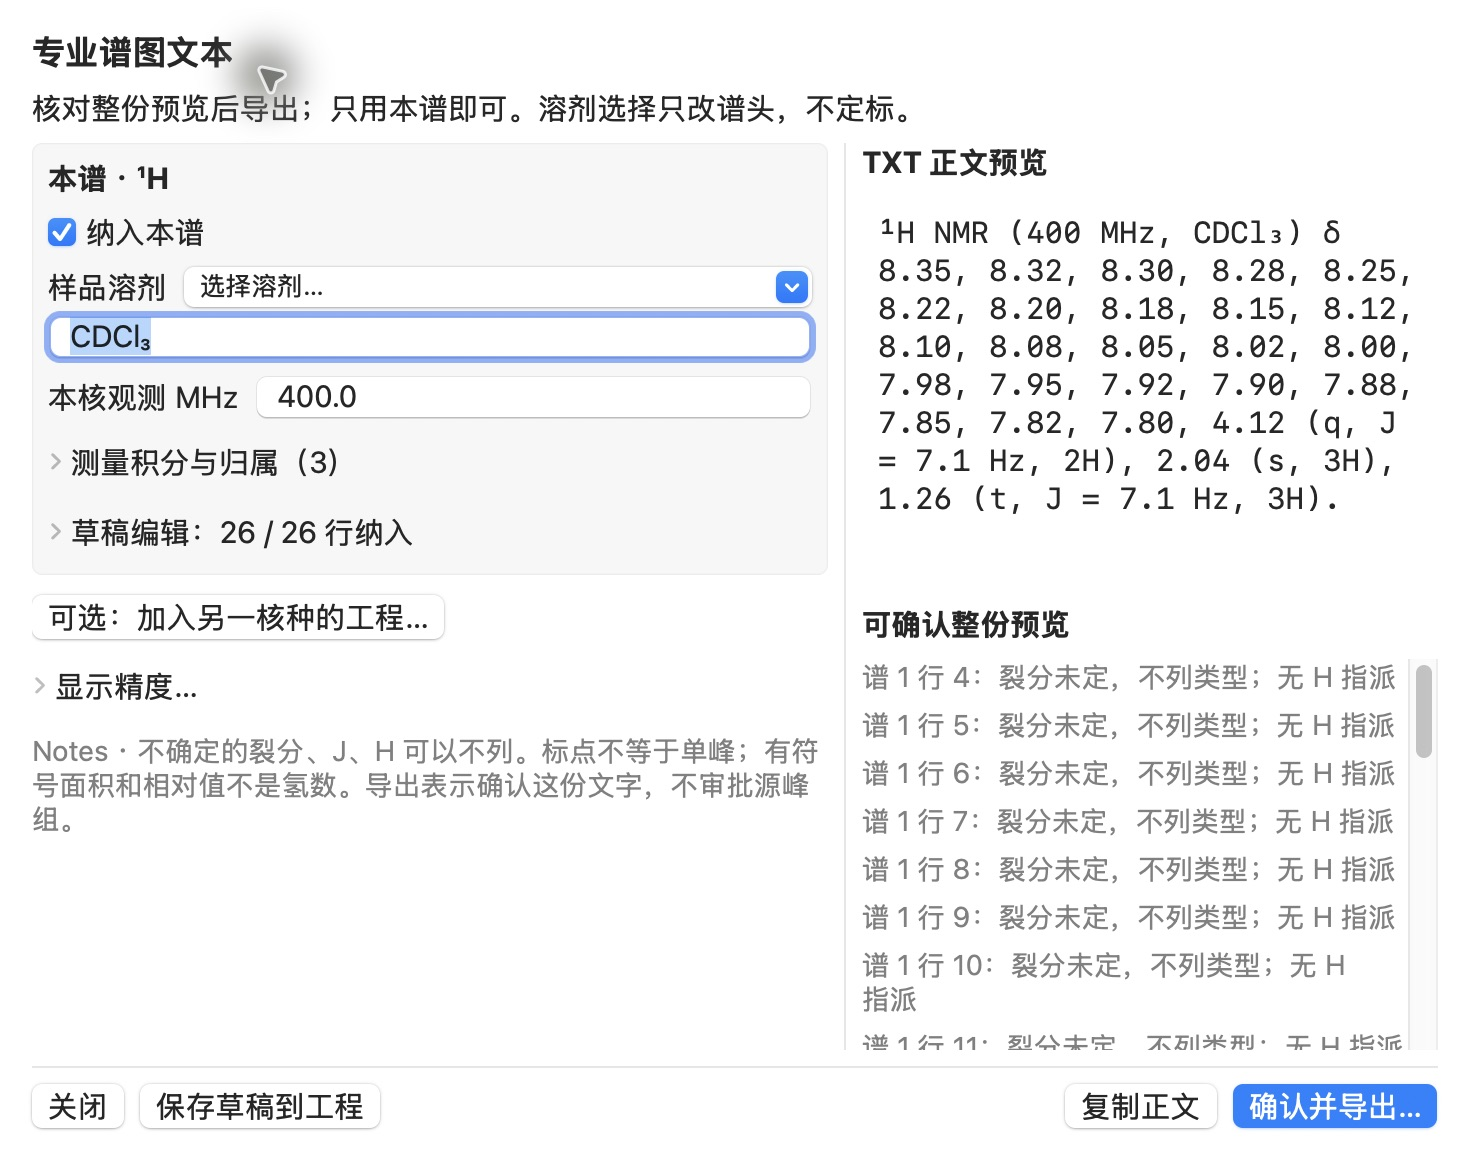 专业谱图文本
核对整份预览后导出；只用本谱即可。溶剂选择只改谱头，不定标。
本谱 · ¹H
纳入本谱
样品溶剂 选择溶剂...
CDCl₃
本核观测 MHz 400.0
测量积分与归属（3）
草稿编辑：26 / 26 行纳入
可选：加入另一核种的工程...
显示精度...
Notes · 不确定的裂分、J、H 可以不列。标点不等于单峰；有符
号面积和相对值不是氢数。导出表示确认这份文字，不审批源峰
组。
TXT 正文预览
¹H NMR (400 MHz, CDCl₃) δ
8.35, 8.32, 8.30, 8.28, 8.25,
8.22, 8.20, 8.18, 8.15, 8.12,
8.10, 8.08, 8.05, 8.02, 8.00,
7.98, 7.95, 7.92, 7.90, 7.88,
7.85, 7.82, 7.80, 4.12 (q, J
= 7.1 Hz, 2H), 2.04 (s, 3H),
1.26 (t, J = 7.1 Hz, 3H).
可确认整份预览
谱 1 行 4：裂分未定，不列类型；无 H 指派
谱 1 行 5：裂分未定，不列类型；无 H 指派
谱 1 行 6：裂分未定，不列类型；无 H 指派
谱 1 行 7：裂分未定，不列类型；无 H 指派
谱 1 行 8：裂分未定，不列类型；无 H 指派
谱 1 行 9：裂分未定，不列类型；无 H 指派
谱 1 行 10：裂分未定，不列类型；无 H
指派
谱 1 行 11：裂分未定，不列类型；无 H 指派
关闭 保存草稿到工程 复制正文 确认并导出...